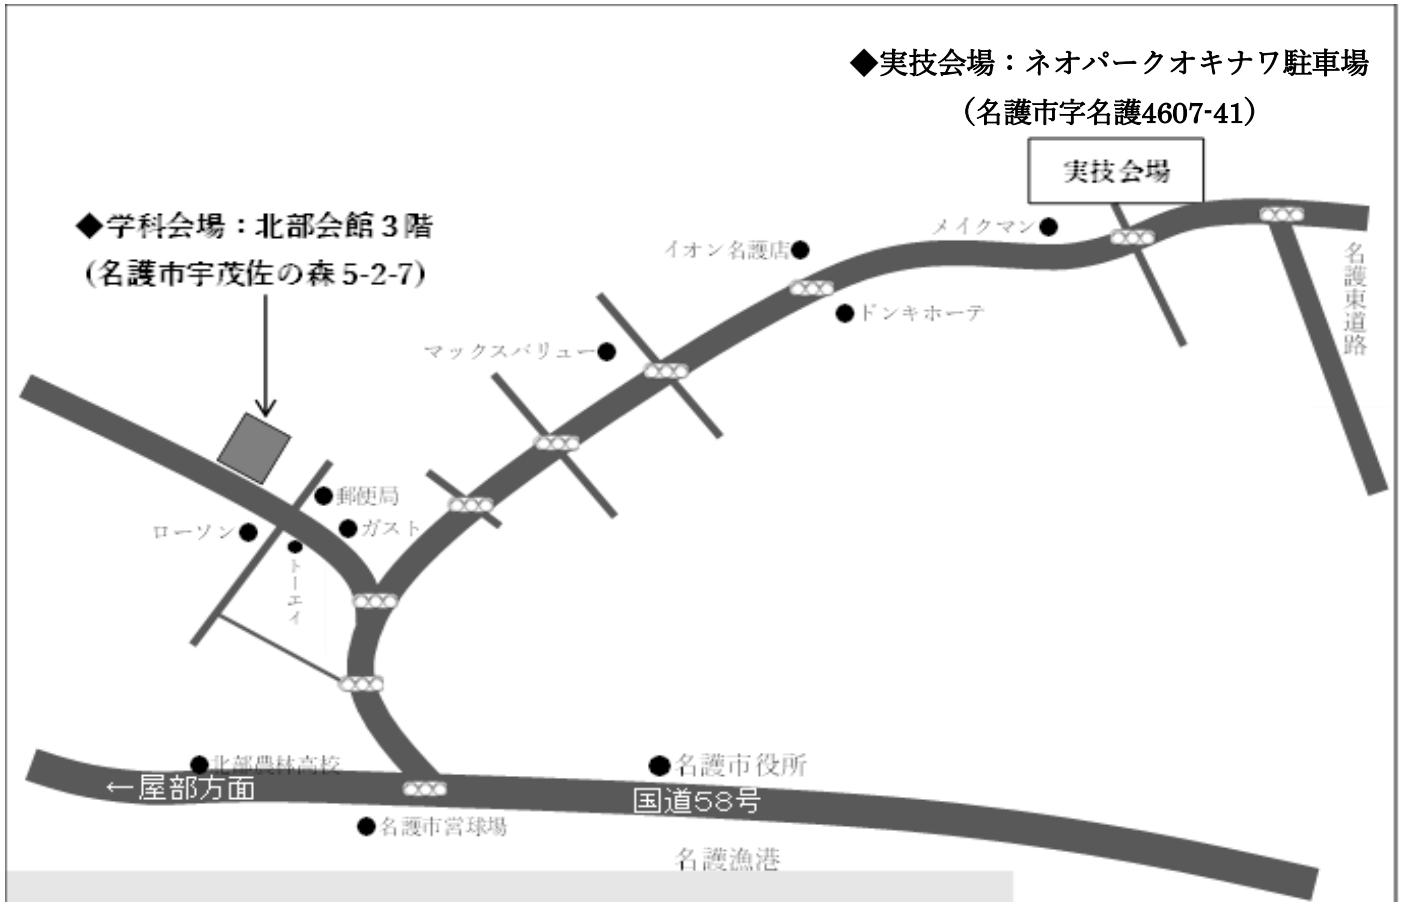 ◆実技会場：ネオパークオキナワ駐車場
（名護市字名護4607-41）
実技会場
◆学科会場：北部会館３階
(名護市宇茂佐の森 5-2-7)
メイクマン
イオン名護店
名護東道路
ドンキホーテ
マックスバリュー
郵便局
ローソン
ガスト
トーエイ
北部農林高校
名護市役所
←屋部方面
国道58号
名護市営球場
名護漁港